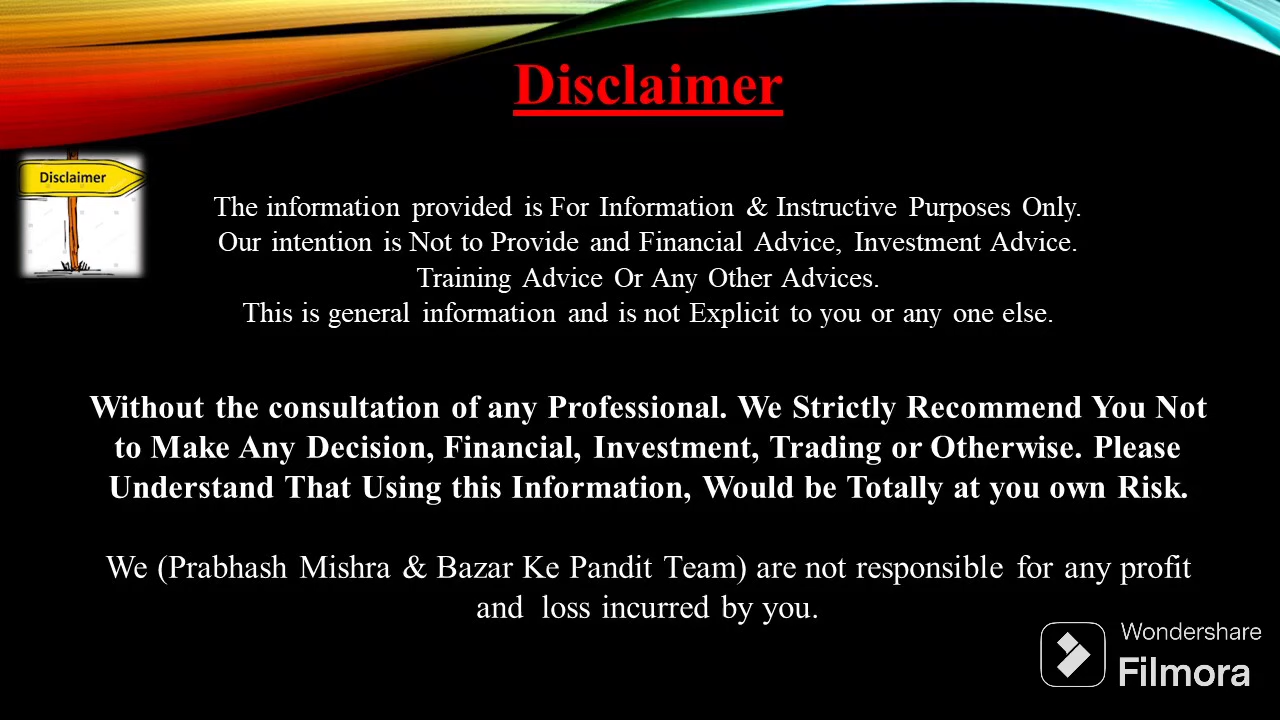 Disclaimer
Disclaimer
The information provided is For Information & Instructive Purposes Only.
Our intention is Not to Provide and Financial Advice, Investment Advice.
Training Advice Or Any Other Advices.
This is general information and is not Explicit to you or any one else.
Without the consultation of any Professional. We Strictly Recommend You Not
to Make Any Decision, Financial, Investment, Trading or Otherwise. Please
Understand That Using this Information, Would be Totally at you own Risk.
We (Prabhash Mishra & Bazar Ke Pandit Team) are not responsible for any profit
and loss incurred by you.
Wondershare
Filmora